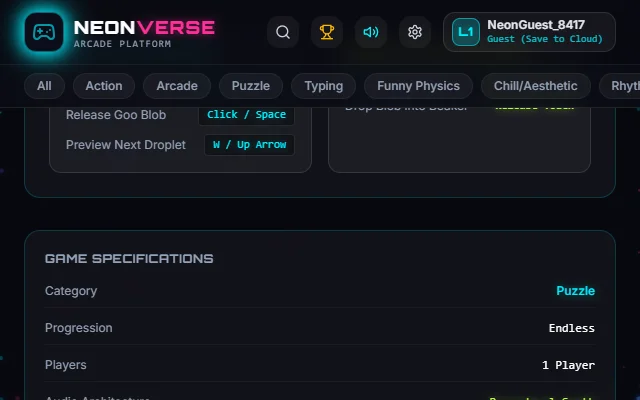 NEONVERSE
ARCADE PLATFORM
L1
NeonGuest_8417
Guest (Save to Cloud)
All
Action
Arcade
Puzzle
Typing
Funny Physics
Chill/Aesthetic
Release Goo Blob
Click / Space
Preview Next Droplet
W / Up Arrow
GAME SPECIFICATIONS
Category
Puzzle
Progression
Endless
Players
1 Player